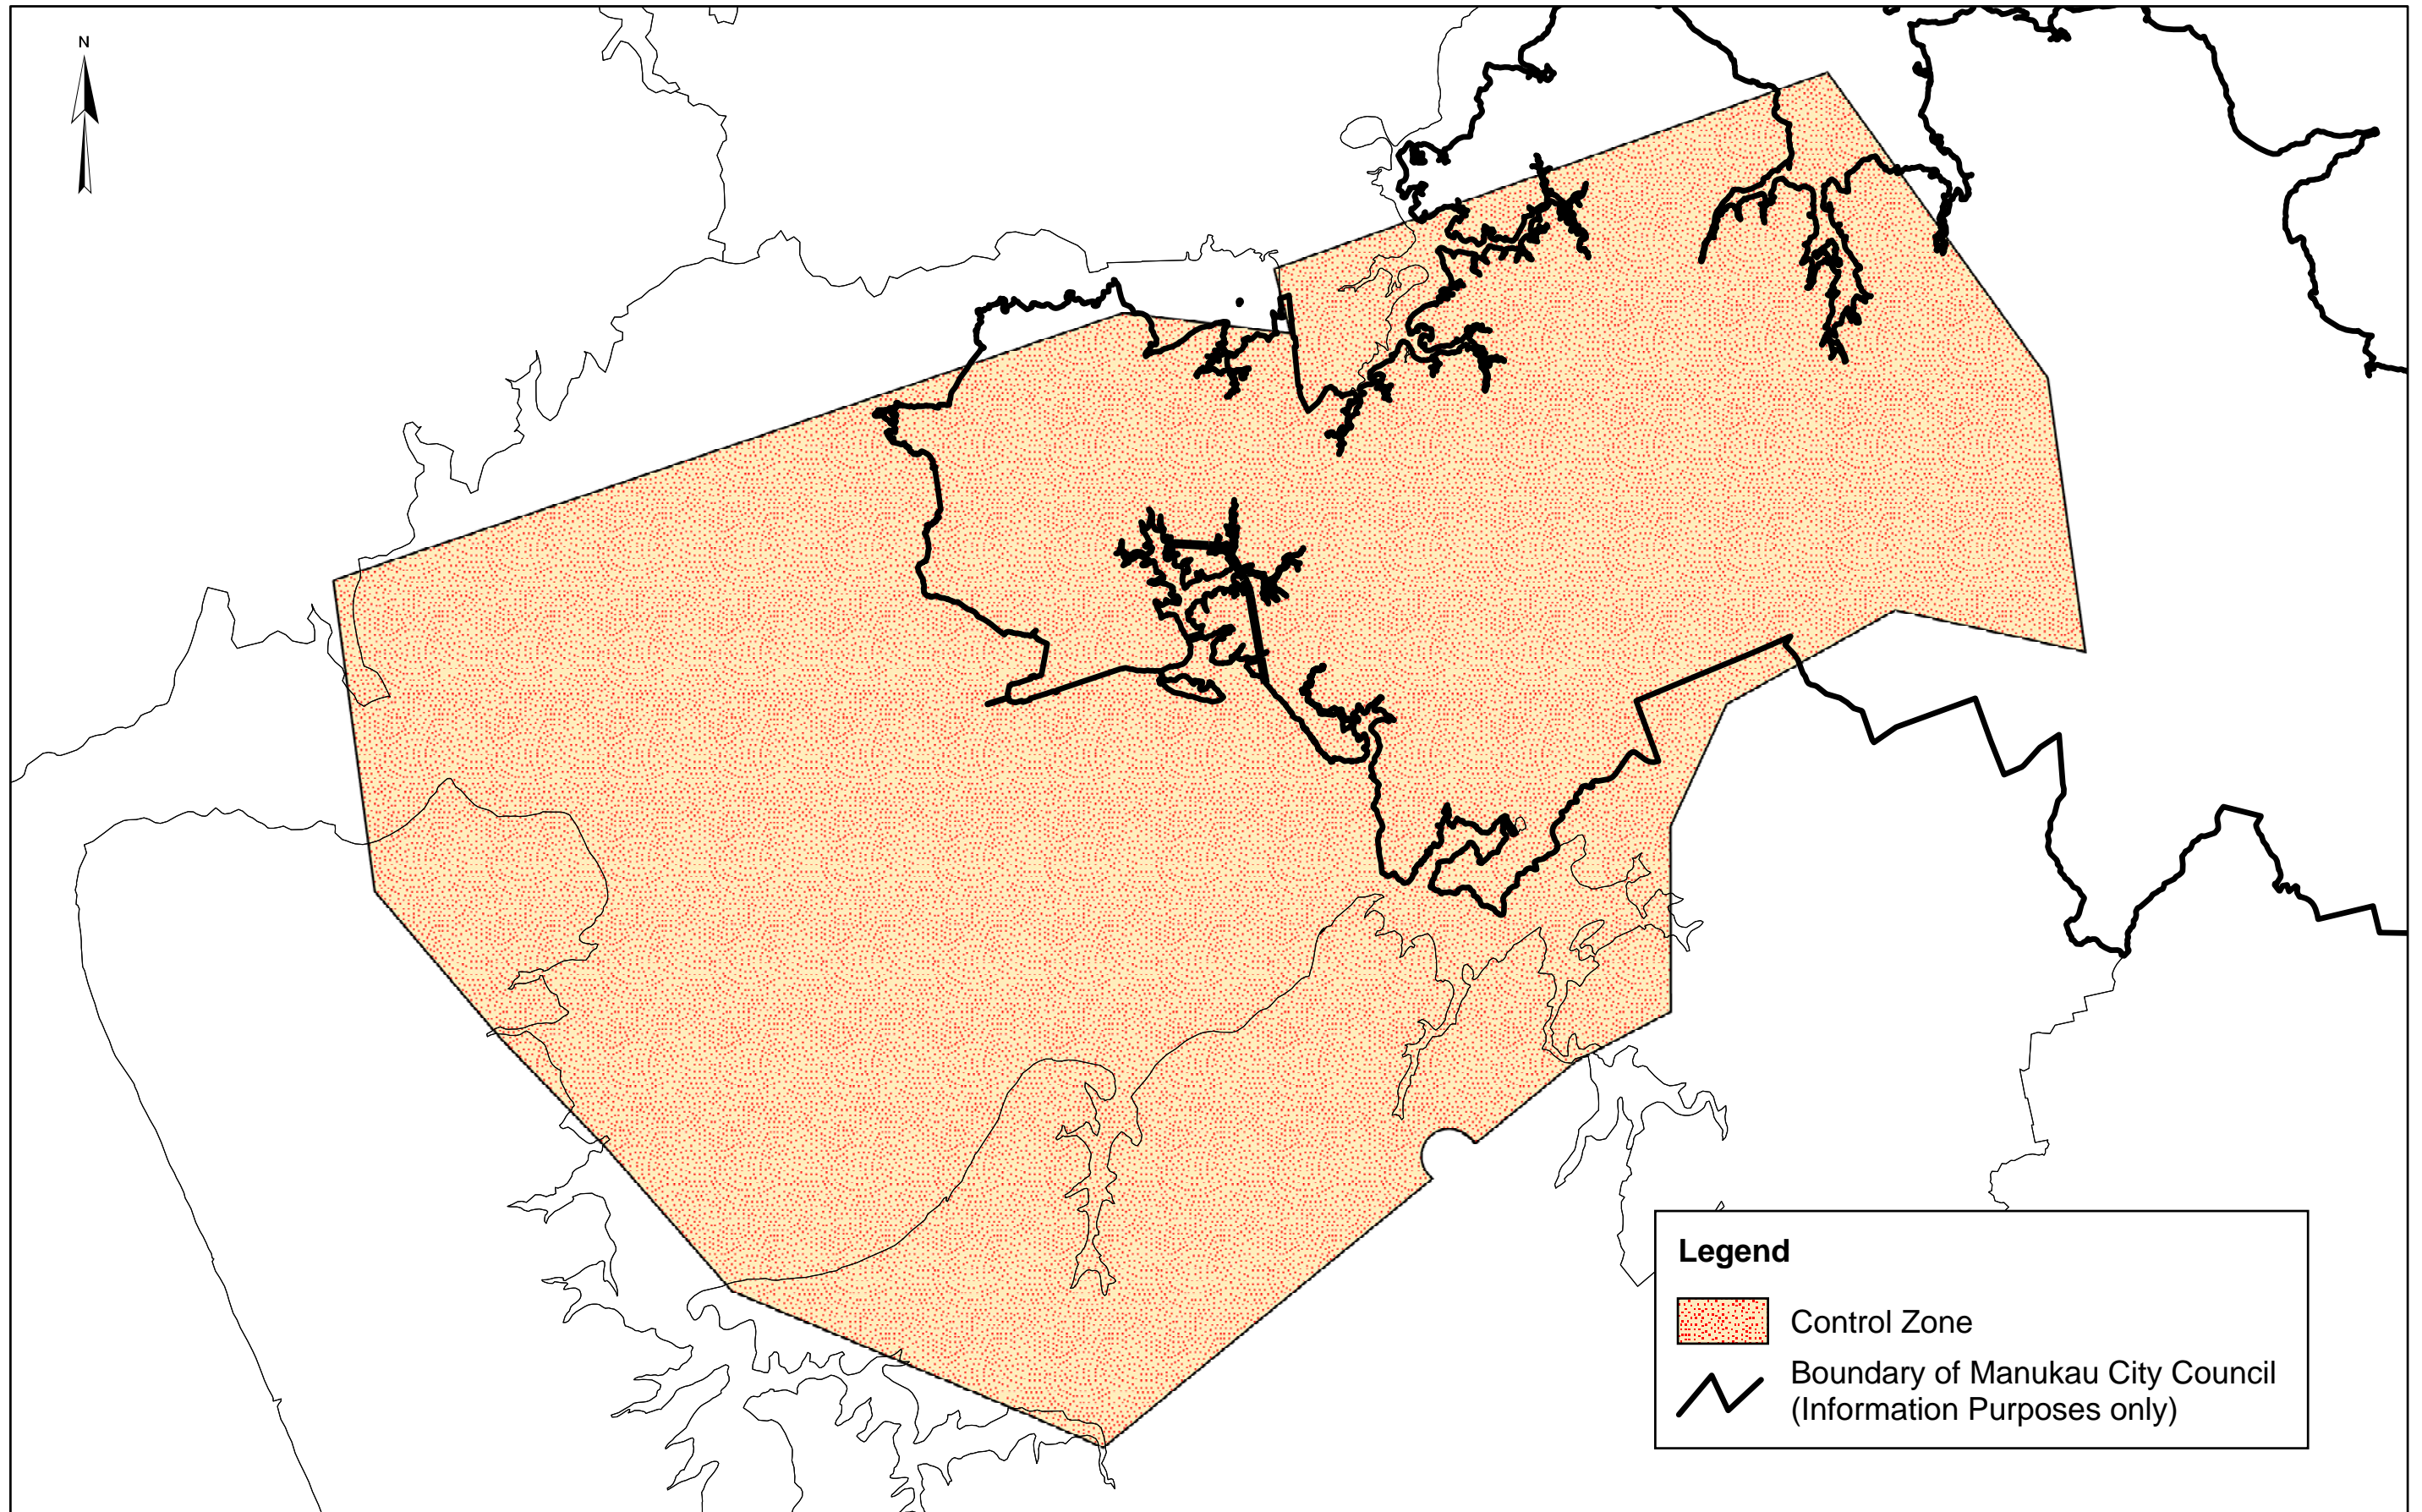 N
Legend
Control Zone
Boundary of Manukau City Council
(Information Purposes only)